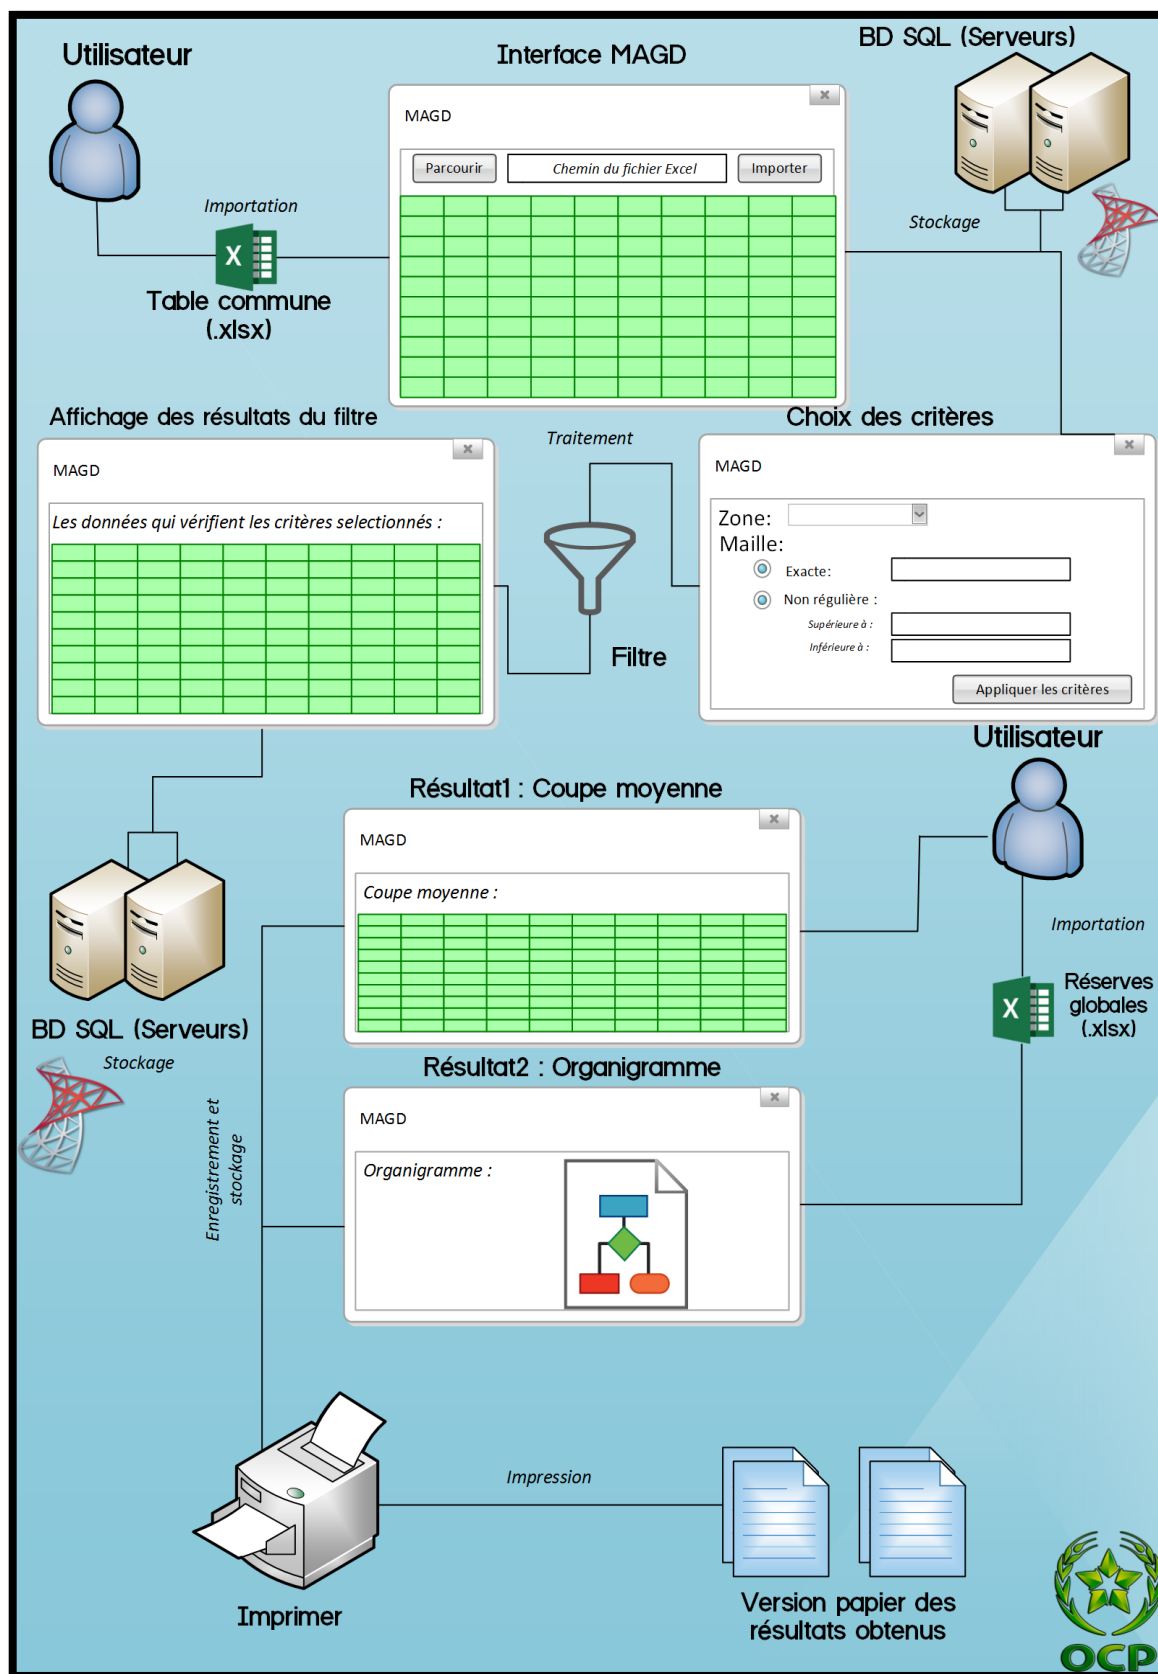 Utilisateur
Interface MAGD
BD SQL (Serveurs)
MAGD
Parcourir
Chemin du fichier Excel
Importer
Importation
Stockage
X
Table commune
(.xlsx)
Affichage des résultats du filtre
Traitement
Choix des critères
MAGD
Les données qui vérifient les critères selectionnés :
MAGD
Zone:
Maille:
Exacte:
Non régulière :
Supérieure à :
Inférieure à :
Appliquer les critères
Filtre
Utilisateur
Résultat1 : Coupe moyenne
MAGD
Coupe moyenne :
Importation
X
Réserves
globales
(.xlsx)
BD SQL (Serveurs)
Stockage
Résultat2 : Organigramme
MAGD
Organigramme :
Enregistrement et
stockage
Impression
Imprimer
Version papier des
résultats obtenus
OCP